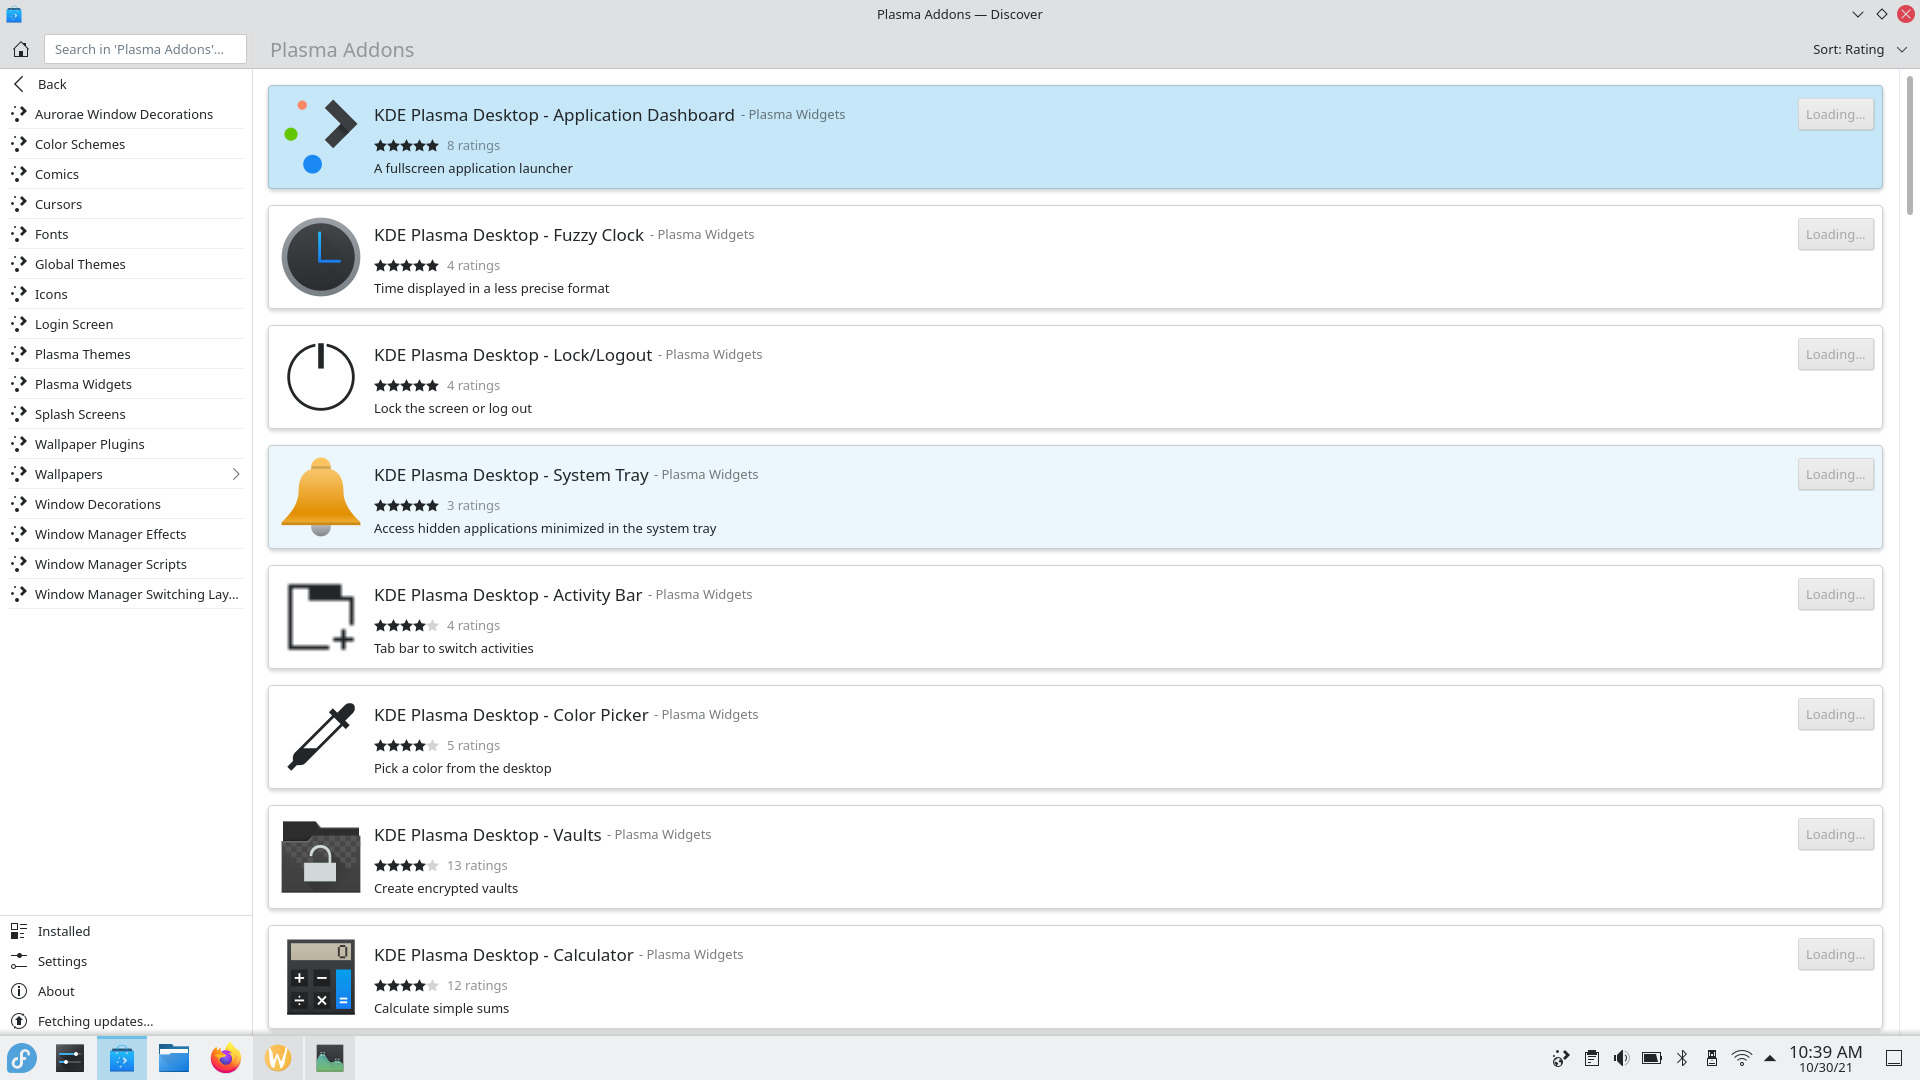 Plasma Addons — Discover
Search in 'Plasma Addons'...
Plasma Addons
Sort: Rating
Back
Aurorae Window Decorations
Color Schemes
Comics
Cursors
Fonts
Global Themes
Icons
Login Screen
Plasma Themes
Plasma Widgets
Splash Screens
Wallpaper Plugins
Wallpapers
Window Decorations
Window Manager Effects
Window Manager Scripts
Window Manager Switching Lay...
Installed
Settings
About
Fetching updates...
KDE Plasma Desktop - Application Dashboard - Plasma Widgets
Loading...
8 ratings
A fullscreen application launcher
KDE Plasma Desktop - Fuzzy Clock - Plasma Widgets
Loading...
4 ratings
Time displayed in a less precise format
KDE Plasma Desktop - Lock/Logout - Plasma Widgets
Loading...
4 ratings
Lock the screen or log out
KDE Plasma Desktop - System Tray - Plasma Widgets
Loading...
3 ratings
Access hidden applications minimized in the system tray
KDE Plasma Desktop - Activity Bar - Plasma Widgets
Loading...
4 ratings
Tab bar to switch activities
KDE Plasma Desktop - Color Picker - Plasma Widgets
Loading...
5 ratings
Pick a color from the desktop
KDE Plasma Desktop - Vaults - Plasma Widgets
Loading...
13 ratings
Create encrypted vaults
KDE Plasma Desktop - Calculator - Plasma Widgets
Loading...
12 ratings
Calculate simple sums
10:39 AM
10/30/21